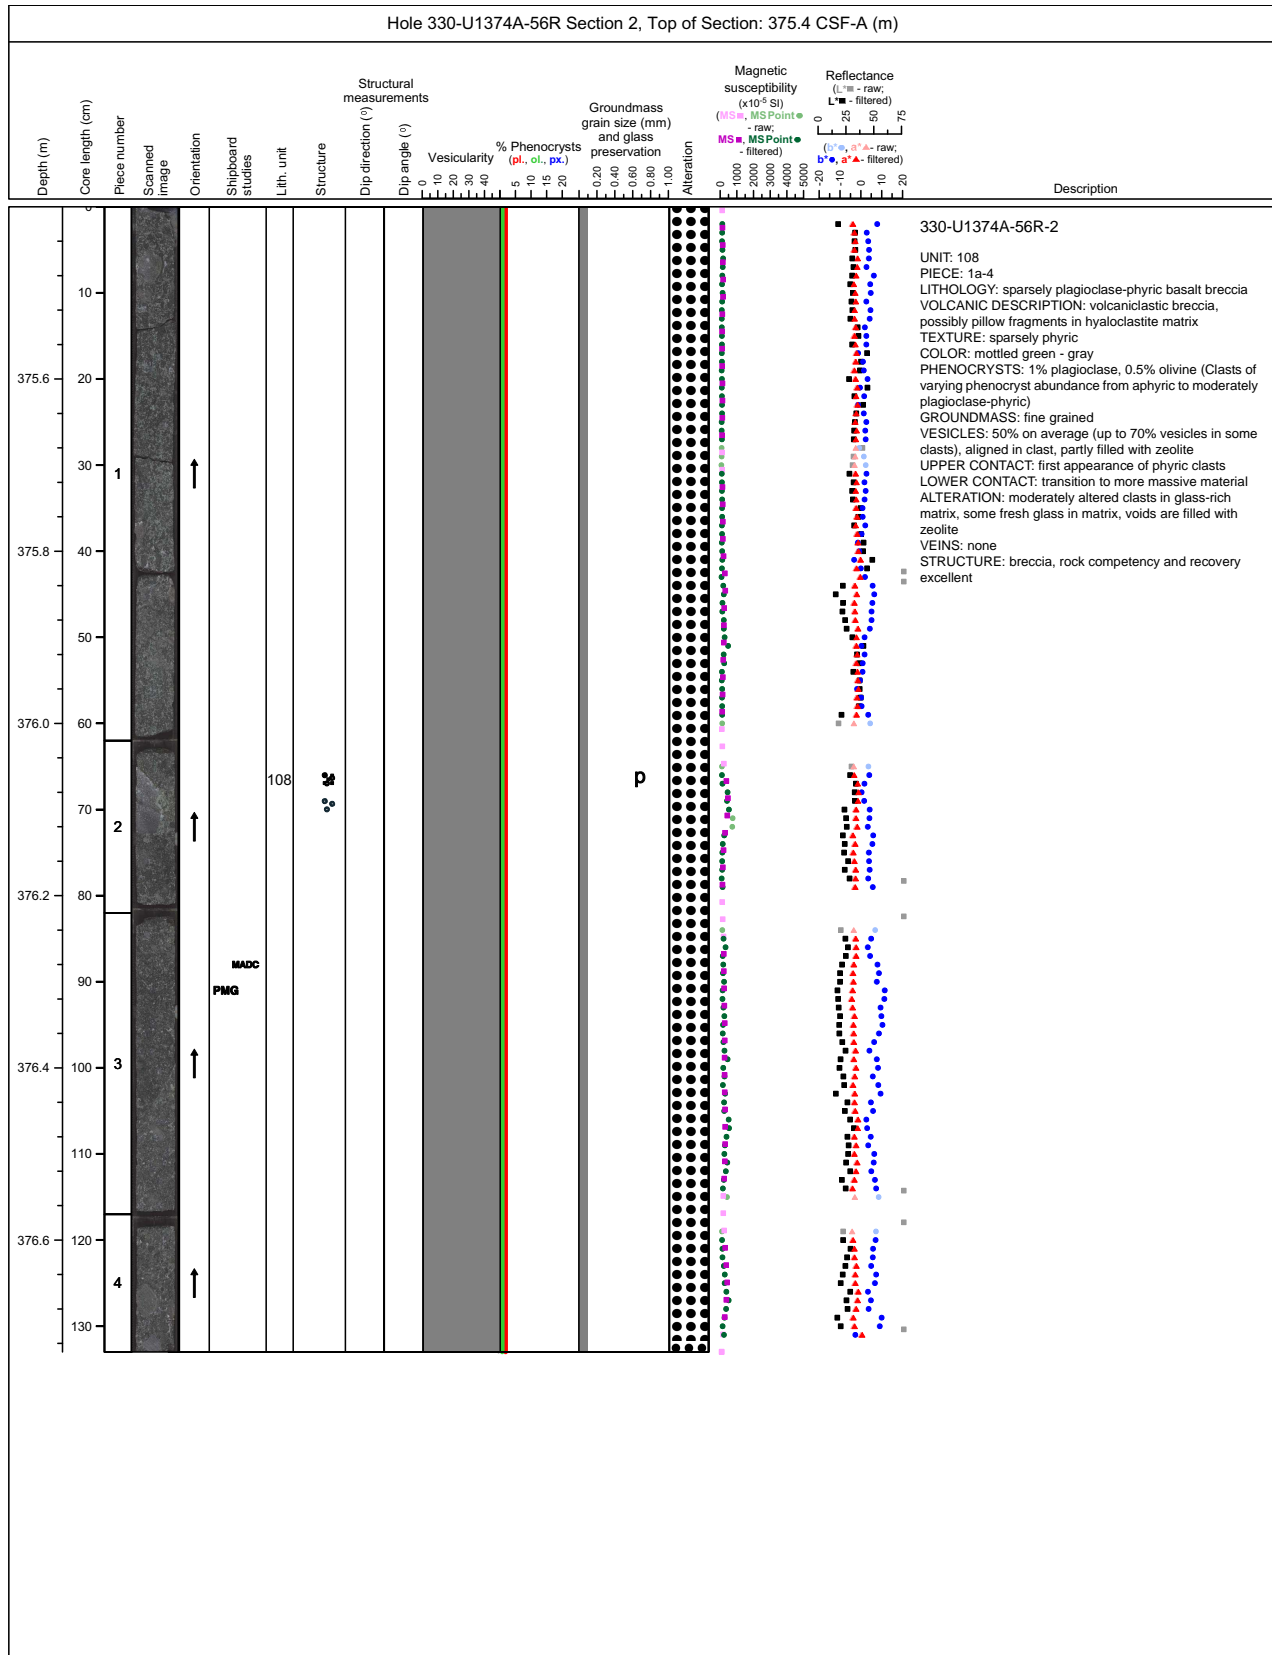 Hole 330-U1374A-56R Section 2, Top of Section: 375.4 CSF-A (m)
Depth (m)
Core length (cm)
Piece number
Scanned image
Orientation
Shipboard studies
Lith. unit
Structure
Structural measurements
Dip direction (°)
Dip angle (°)
Vesicularity
0 10 20 30 40
% Phenocrysts
(pl., ol., px.)
5 10 15 20
Groundmass
grain size (mm)
and glass
preservation
0.20 0.40 0.60 0.80 1.00
Alteration
Magnetic
susceptibility
(x10-5 SI)
(MS■, MSPoint●
- raw;
MS■, MSPoint●
- filtered)
0 1000 2000 3000 4000 5000
Reflectance
(L*■ - raw;
L*■ - filtered)
0 25 50 75
(b*●, a*▲- raw;
b*●, a*▲- filtered)
-20 -10 0 10 20
Description
0
10
375.6 20
30
1
375.8 40
50
376.0 60
108
p
70
2
376.2 80
MADC
90
PMG
3
376.4 100
110
376.6 120
4
130
330-U1374A-56R-2
UNIT: 108
PIECE: 1a-4
LITHOLOGY: sparsely plagioclase-phyric basalt breccia
VOLCANIC DESCRIPTION: volcaniclastic breccia,
possibly pillow fragments in hyaloclastite matrix
TEXTURE: sparsely phyric
COLOR: mottled green - gray
PHENOCRYSTS: 1% plagioclase, 0.5% olivine (Clasts of
varying phenocryst abundance from aphyric to moderately
plagioclase-phyric)
GROUNDMASS: fine grained
VESICLES: 50% on average (up to 70% vesicles in some
clasts), aligned in clast, partly filled with zeolite
UPPER CONTACT: first appearance of phyric clasts
LOWER CONTACT: transition to more massive material
ALTERATION: moderately altered clasts in glass-rich
matrix, some fresh glass in matrix, voids are filled with
zeolite
VEINS: none
STRUCTURE: breccia, rock competency and recovery
excellent